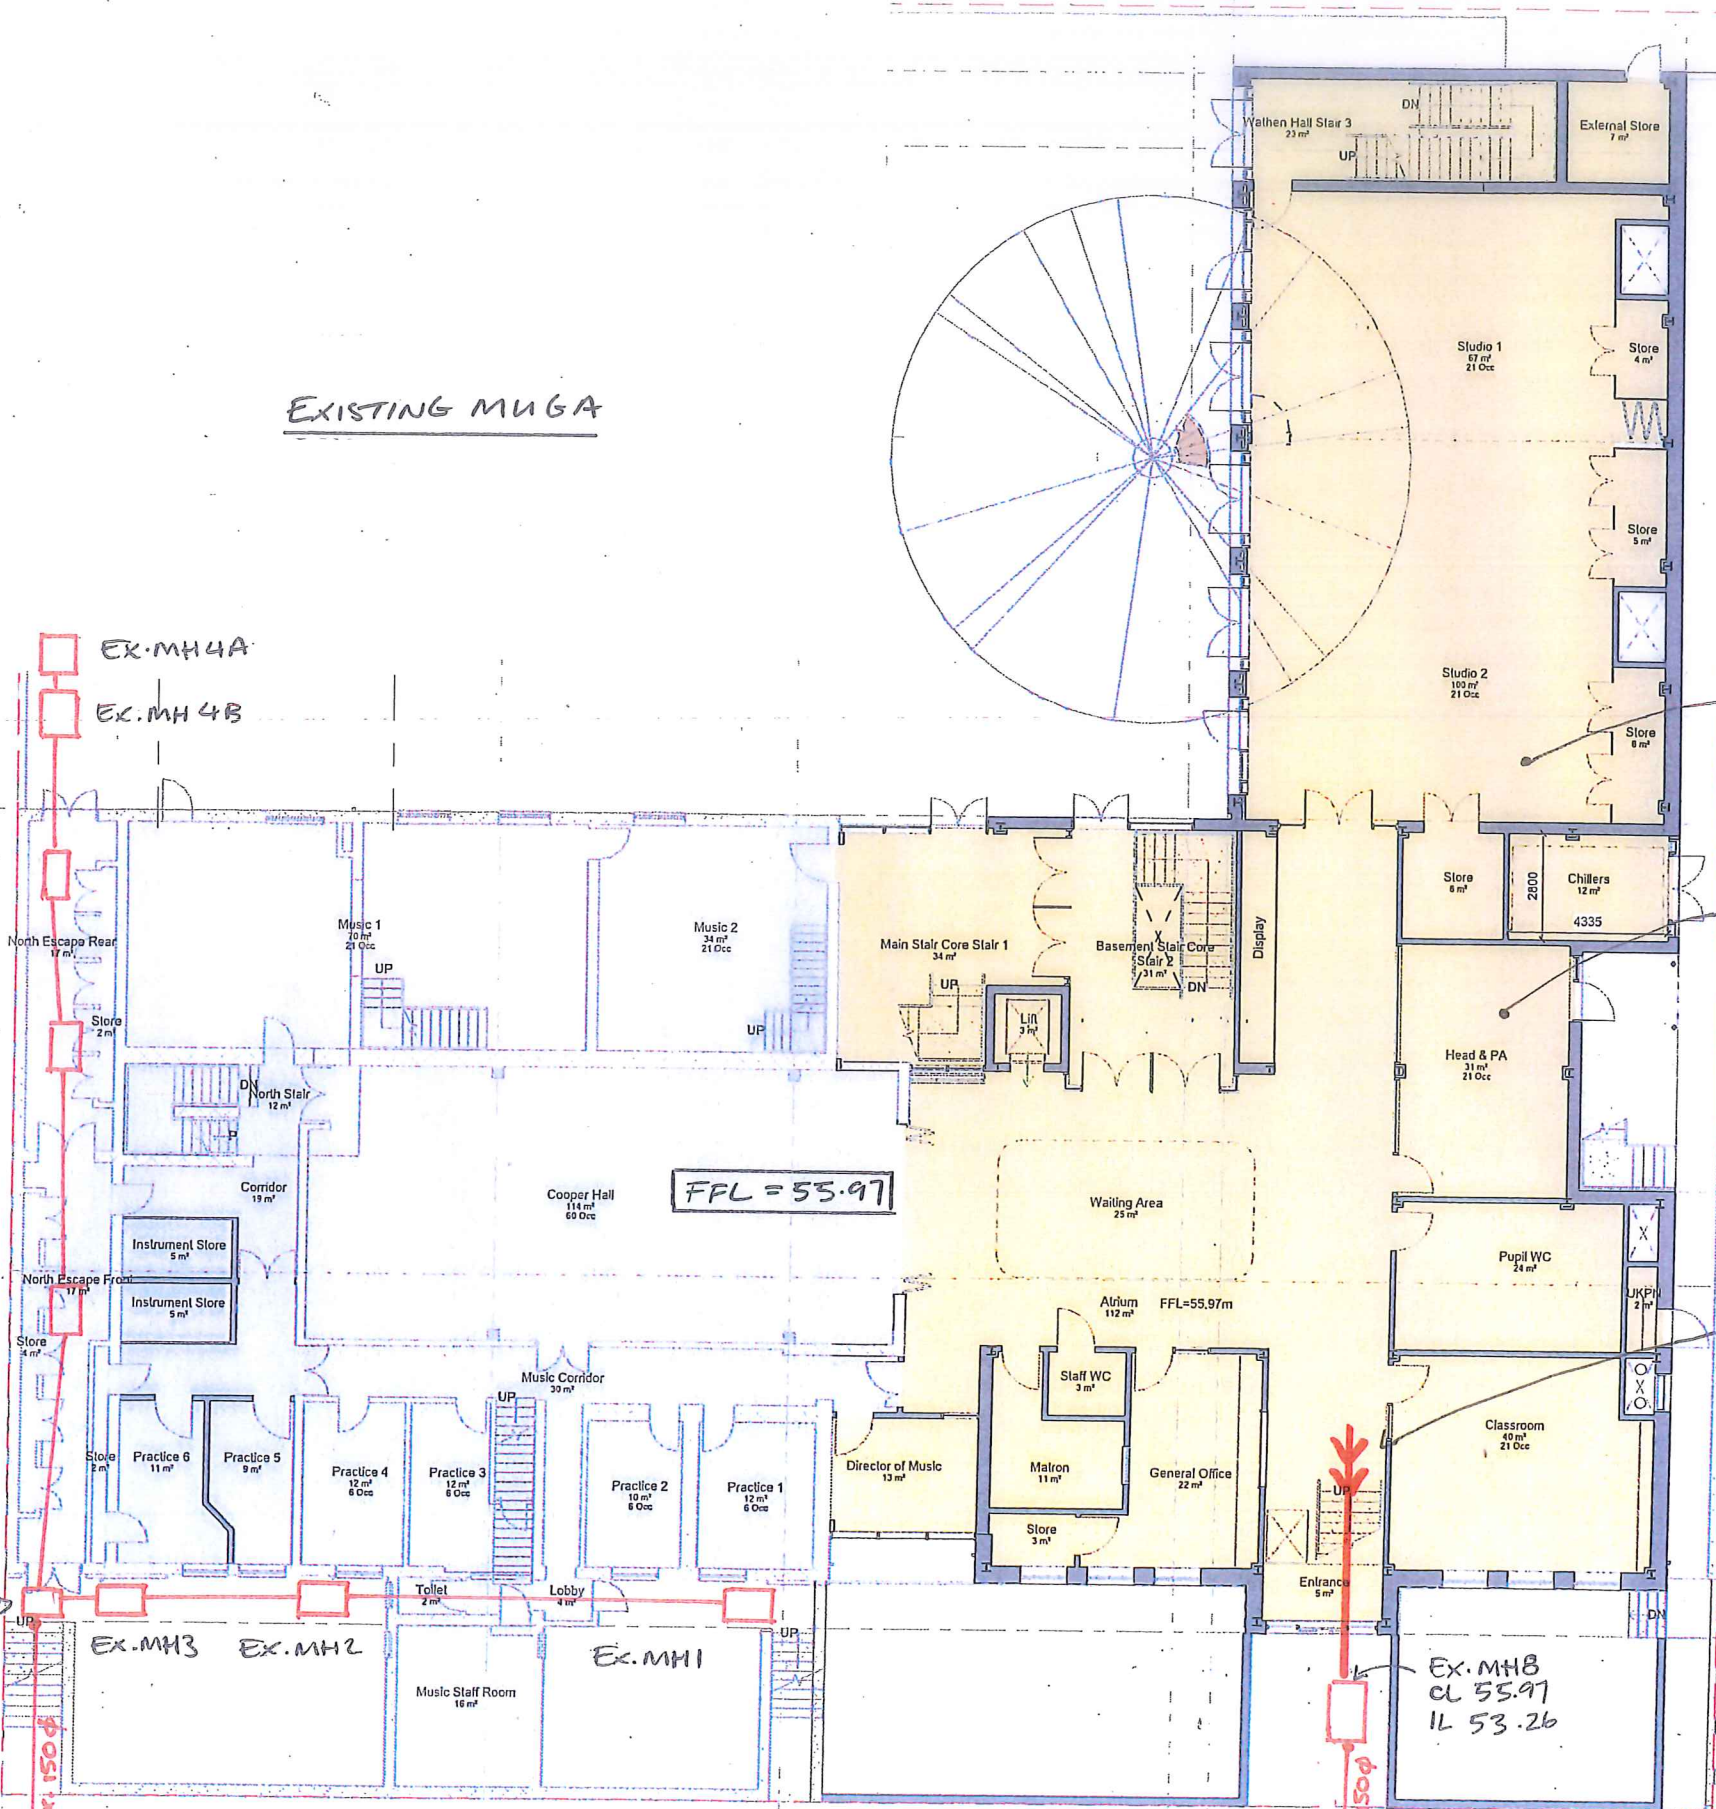 DN
Wathen Hall Stair 3
23 m²
UP
External Store
7 m²
EXISTING MUGA
Studio 1
67 m²
21 Occ
Store
4 m²
Store
5 m²
EX.MH4A
EX.MH4B
Studio 2
100 m²
21 Occ
Store
Music 1
70 m²
21 Occ
UP
Music 2
34 m²
21 Occ
UP
North Escape Rear
17 m²
Store
2 m²
Main Stair Core Stair 1
34 m²
UP
Lift
3 m²
Basement Stair Core
Stair 2
31 m²
DN
Display
Store
6 m²
Chillers
12 m²
2800
4335
Head & PA
31 m²
21 Occ
DN
North Stair
12 m²
Corridor
19 m²
Instrument Store
5 m²
Instrument Store
5 m²
Cooper Hall
114 m²
60 Occ
FFL = 55.97
Waiting Area
25 m²
Atrium
112 m²
FFL=55.97m
Pupil WC
24 m²
X
UKPN
2 m²
X
North Escape Front
17 m²
Store
4 m²
Store
2 m²
Music Corridor
30 m²
UP
Practice 6
11 m²
Practice 5
9 m²
Practice 4
12 m²
6 Occ
Practice 3
12 m²
6 Occ
Practice 2
10 m²
6 Occ
Practice 1
12 m²
6 Occ
Director of Music
13 m²
Staff WC
3 m²
Matron
11 m²
General Office
22 m²
Store
3 m²
Classroom
40 m²
21 Occ
UP
Entrance
5 m²
Toilet
2 m²
Lobby
4 m²
UP
UP
DN
EX.MH3
EX.MH2
EX.MH1
Music Staff Room
16 m²
EX.MH8
CL 55.97
IL 53.26
150φ
50φ